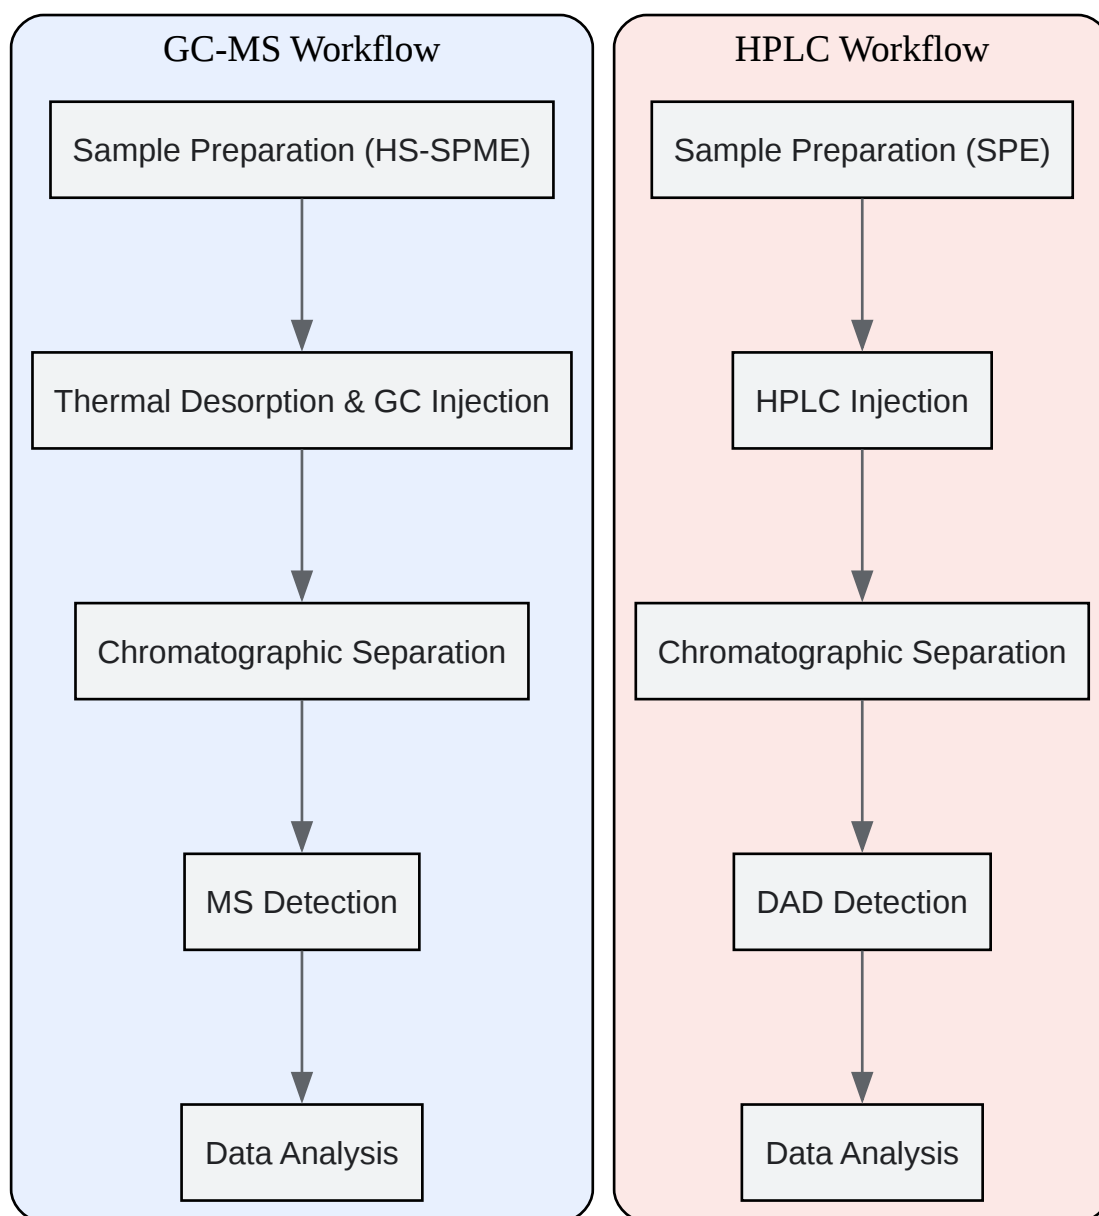 GC-MS Workflow
Sample Preparation (HS-SPME)
Thermal Desorption & GC Injection
Chromatographic Separation
MS Detection
Data Analysis
HPLC Workflow
Sample Preparation (SPE)
HPLC Injection
Chromatographic Separation
DAD Detection
Data Analysis